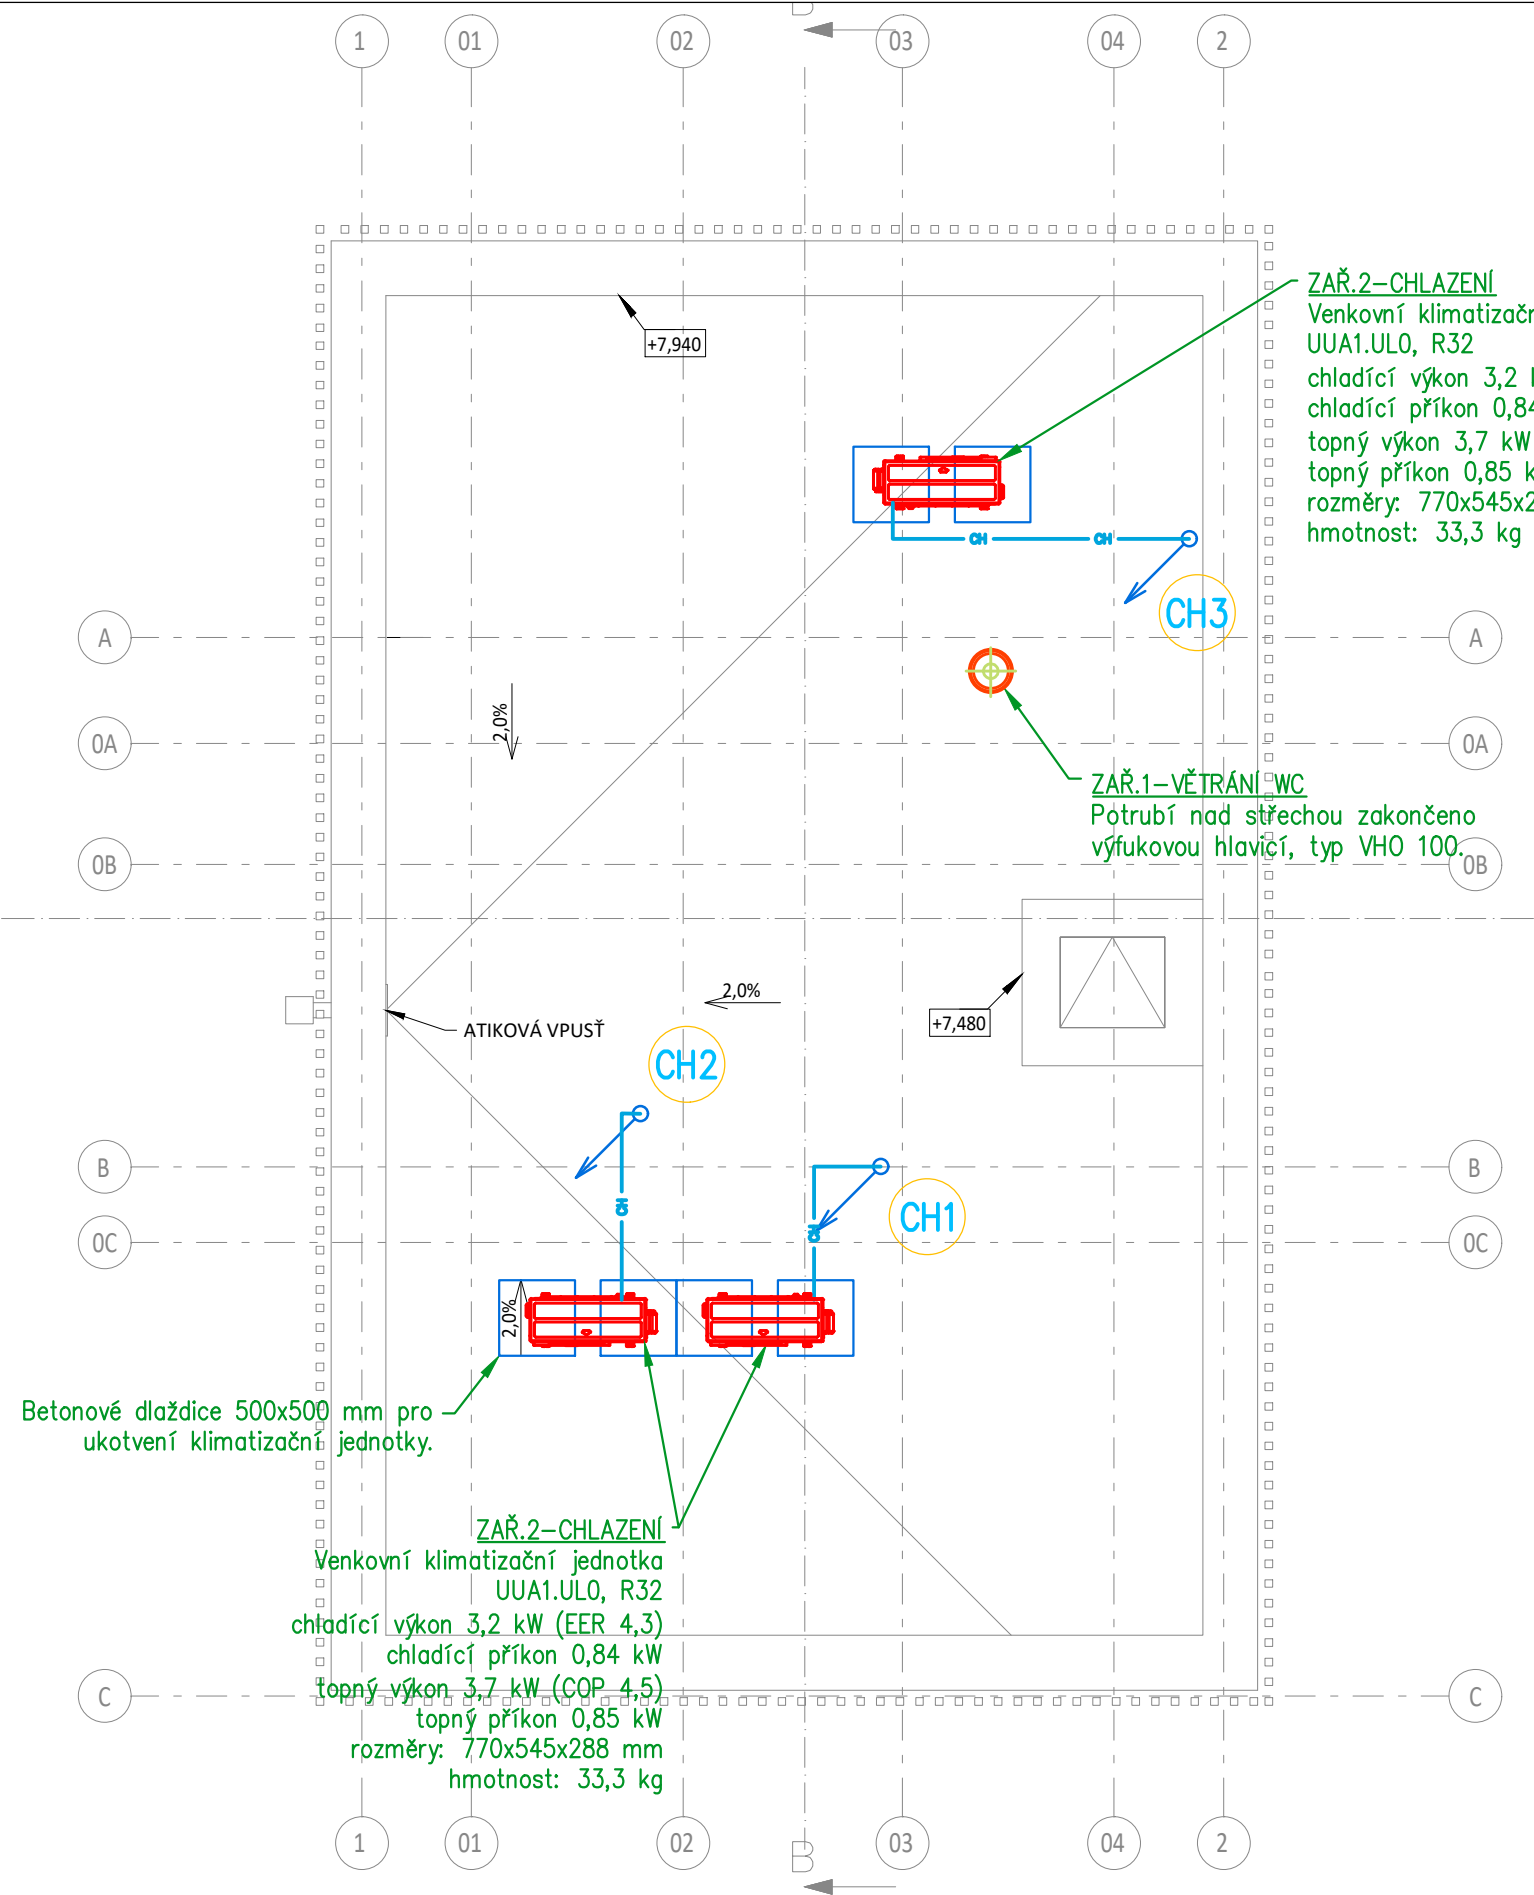 1
01
02
03
04
2
ZAŘ.2-CHLAZENÍ
UUA1.UL0, R32
chladící výkon 3,2
chladící příkon 0,84
topný výkon 3,7 kW
topný příkon 0,85
rozměry: 770x545x2
hmotnost: 33,3 kg
+7,940
CH
CH
CH3
A
A
2,0%
0A
0A
ZAŘ.1-VĚTRÁNÍ WC
Potrubí nad střechou zakončeno
výfukovou hlavicí, typ VHO 100.
0B
0B
2,0%
+7,480
ATIKOVÁ VPUSŤ
CH2
B
B
CH
CH1
CH
0C
0C
2,0%
Betonové dlaždice 500x500 mm pro
ukotvení klimatizační jednotky.
ZAŘ.2-CHLAZENÍ
Venkovní klimatizační jednotka
UUA1.UL0, R32
chladící výkon 3,2 kW (EER 4,3)
chladící příkon 0,84 kW
topný výkon 3,7 kW (COP 4,5)
topný příkon 0,85 kW
rozměry: 770x545x288 mm
hmotnost: 33,3 kg
C
C
1
01
02
B
03
04
2